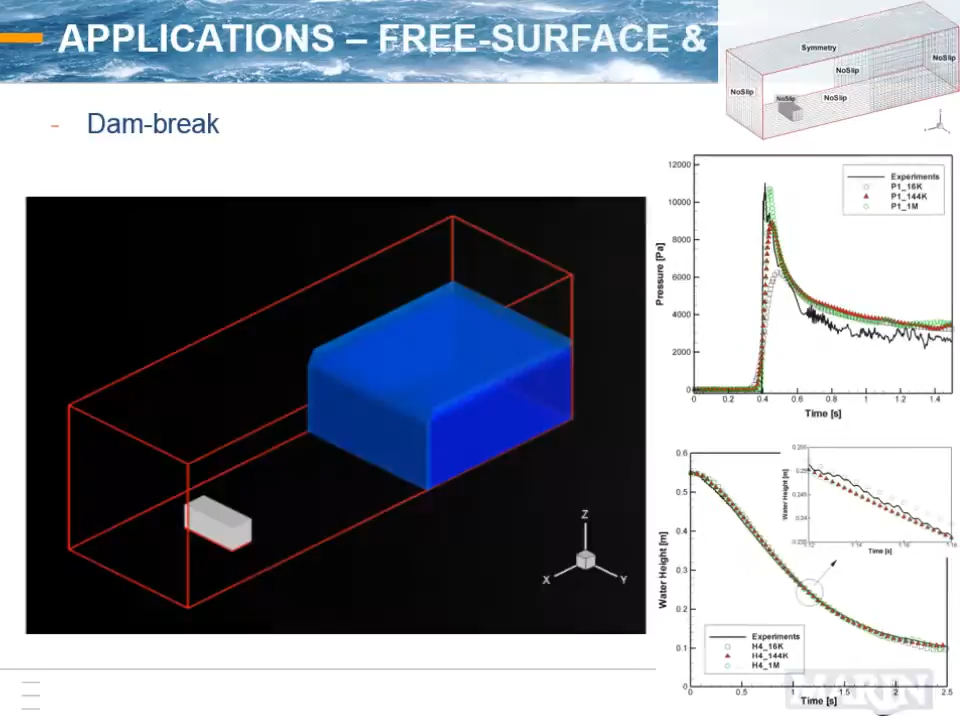 APPLICATIONS – FREE-SURFACE &
Symmetry
NoSlip
NoSlip
NoSlip
NoSlip
NoSlip
- Dam-break
Z
X
Y
12000
10000
8000
6000
4000
2000
0
Pressure [Pa]
Experiments
P1_16K
P1_144K
P1_1M
0 0.2 0.4 0.6 0.8 1 1.2 1.4
Time [s]
0.6
0.5
0.4
0.3
0.2
0.1
0
Water Height [m]
Water Height [m]
Time [s]
Experiments
H4_16K
H4_144K
H4_1M
0 0.5 1 1.5 2 2.5
Time [s]
MARIN